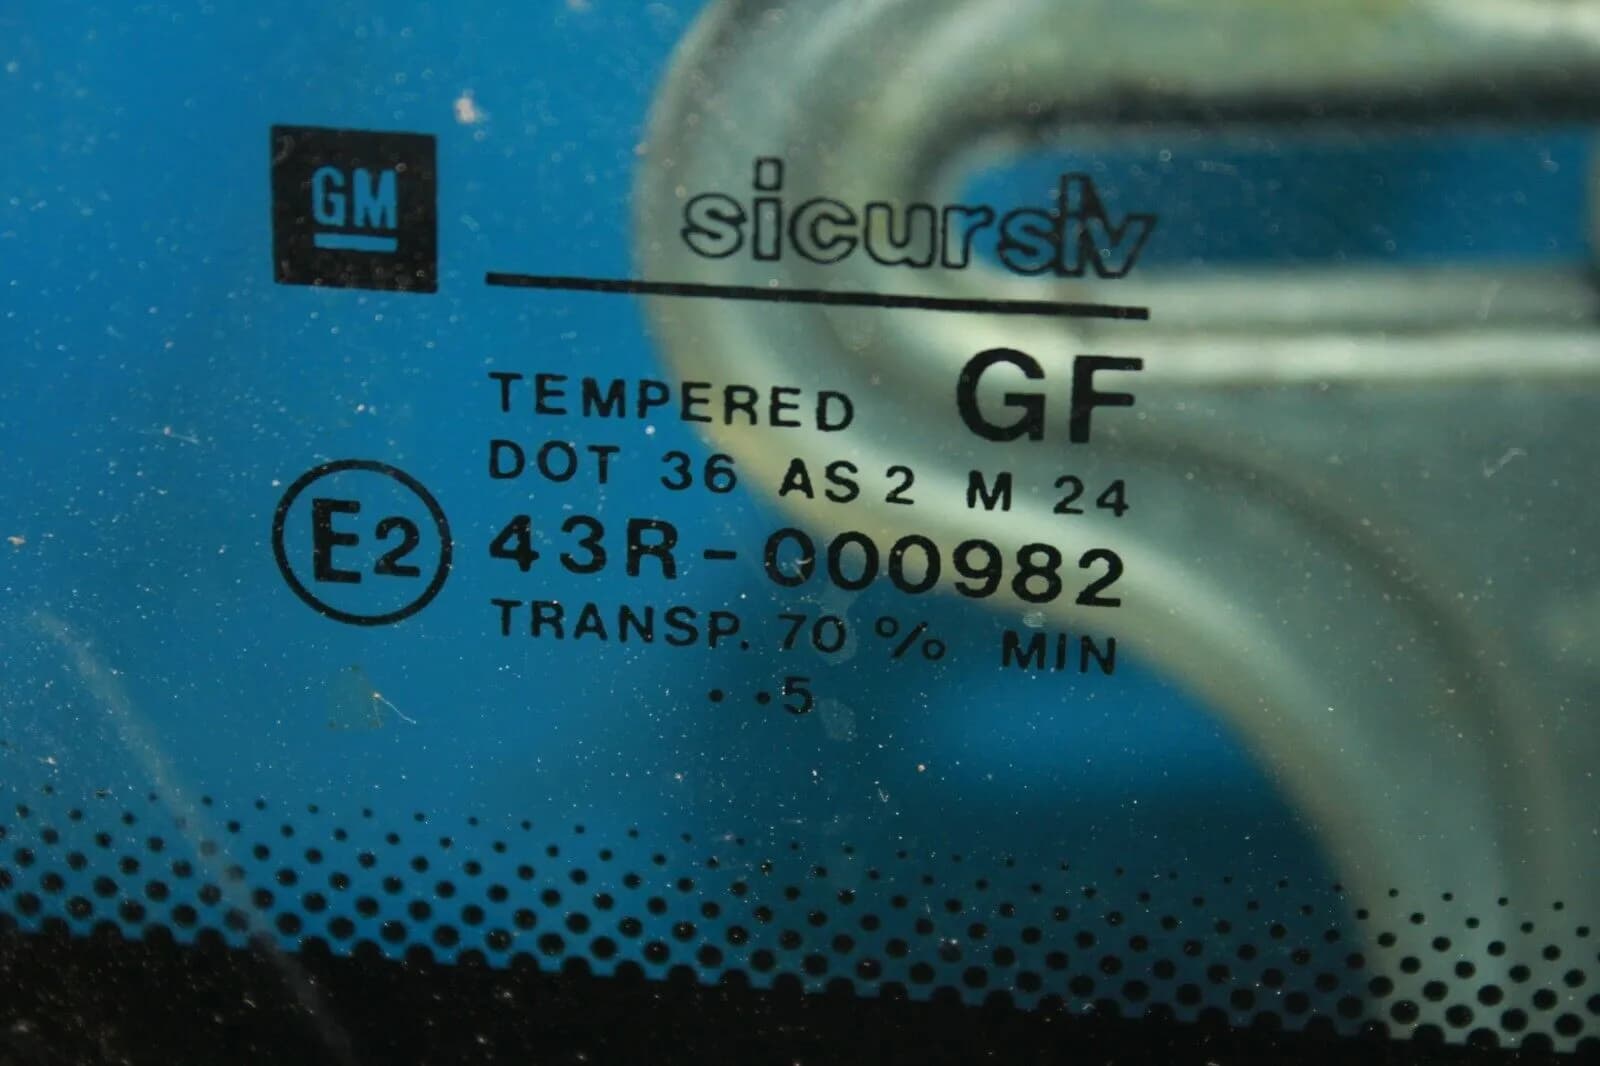 GM sicursiv
TEMPERED GF
DOT 36 AS 2 M 24
E2 43R-000982
TRANSP. 70 % MIN
. .5